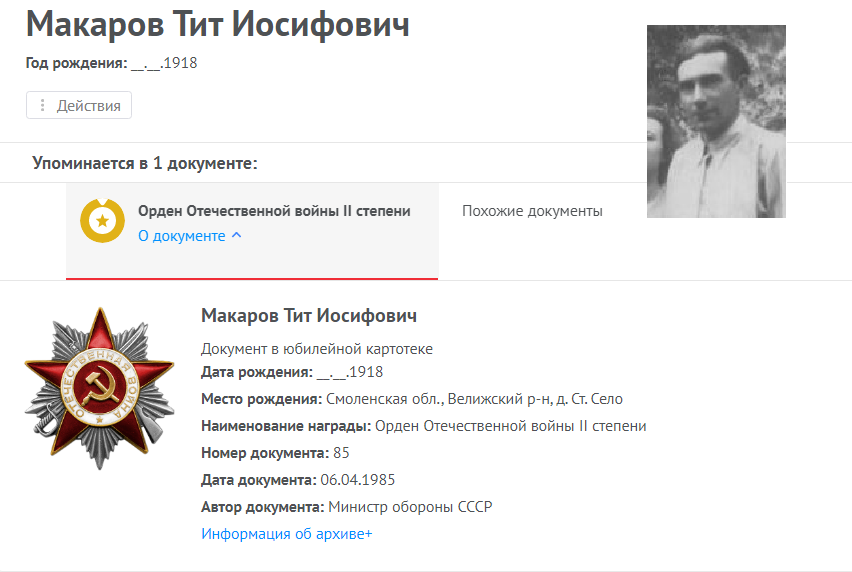 Макаров Тит Иосифович
Год рождения: __.__.1918
Действия
Упоминается в 1 документе:
Орден Отечественной войны II степени
О документе
Похожие документы
ОТЕЧЕСТВЕННАЯ ВОЙНА
Макаров Тит Иосифович
Документ в юбилейной картотеке
Дата рождения: __.__.1918
Место рождения: Смоленская обл., Велижский р-н, д. Ст. Село
Наименование награды: Орден Отечественной войны II степени
Номер документа: 85
Дата документа: 06.04.1985
Автор документа: Министр обороны СССР
Информация об архиве+